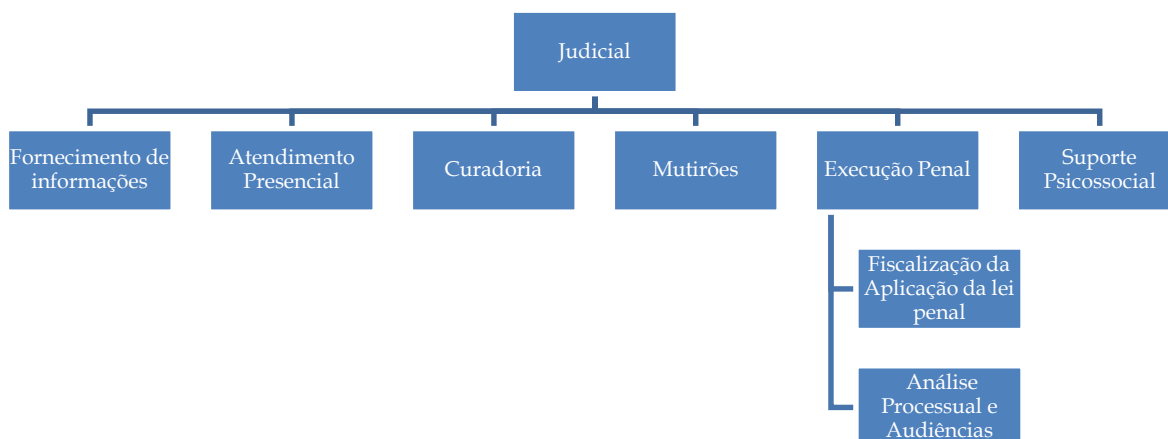 Judicial
Fornecimento de
informações
Atendimento
Presencial
Curadoria
Mutirões
Execução Penal
Suporte
Psicossocial
Fiscalização da
Aplicação da lei
penal
Análise
Processual e
Audiências